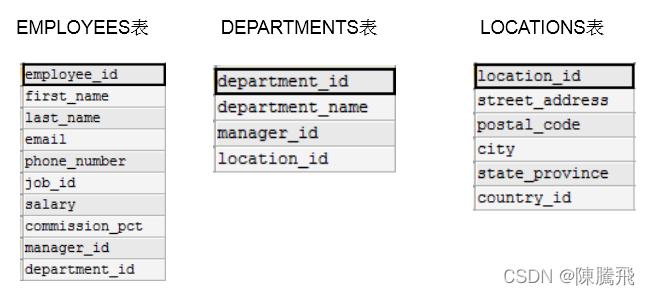 EMPLOYEES表
employee_id
first_name
last_name
email
phone_number
job_id
salary
commission_pct
manager_id
department_id
DEPARTMENTS表
department_id
department_name
manager_id
location_id
LOCATIONS表
location_id
street_address
postal_code
city
state_province
country_id
CSDN @陳騰飛